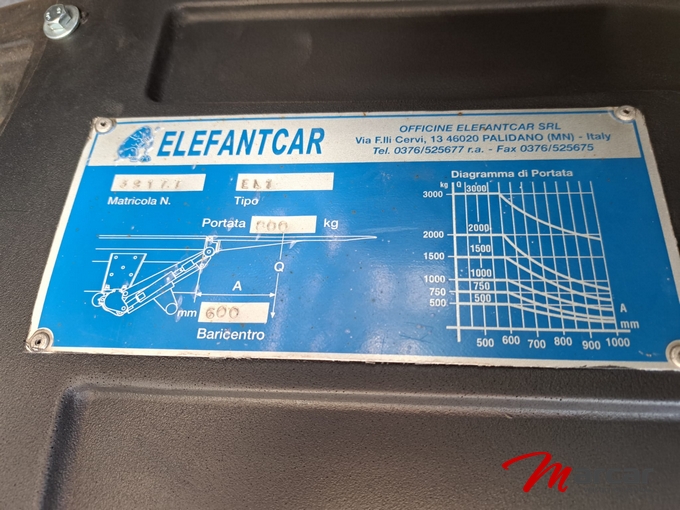 ELEFANTCAR
OFFICINE ELEFANTCAR SRL
Via F.lli Cervi, 13 46020 PALIDANO (MN) - Italy
Tel. 0376/525677 r.a. - Fax 0376/525675
EL1
Matricola N.
Tipo
Portata 800 kg
A
Q
mm 600
Baricentro
Diagramma di Portata
kg Q
3000 3000
2000 2000
1500 1500
1000 1000
750 750
500 500
A
mm
500 600 700 800 900 1000